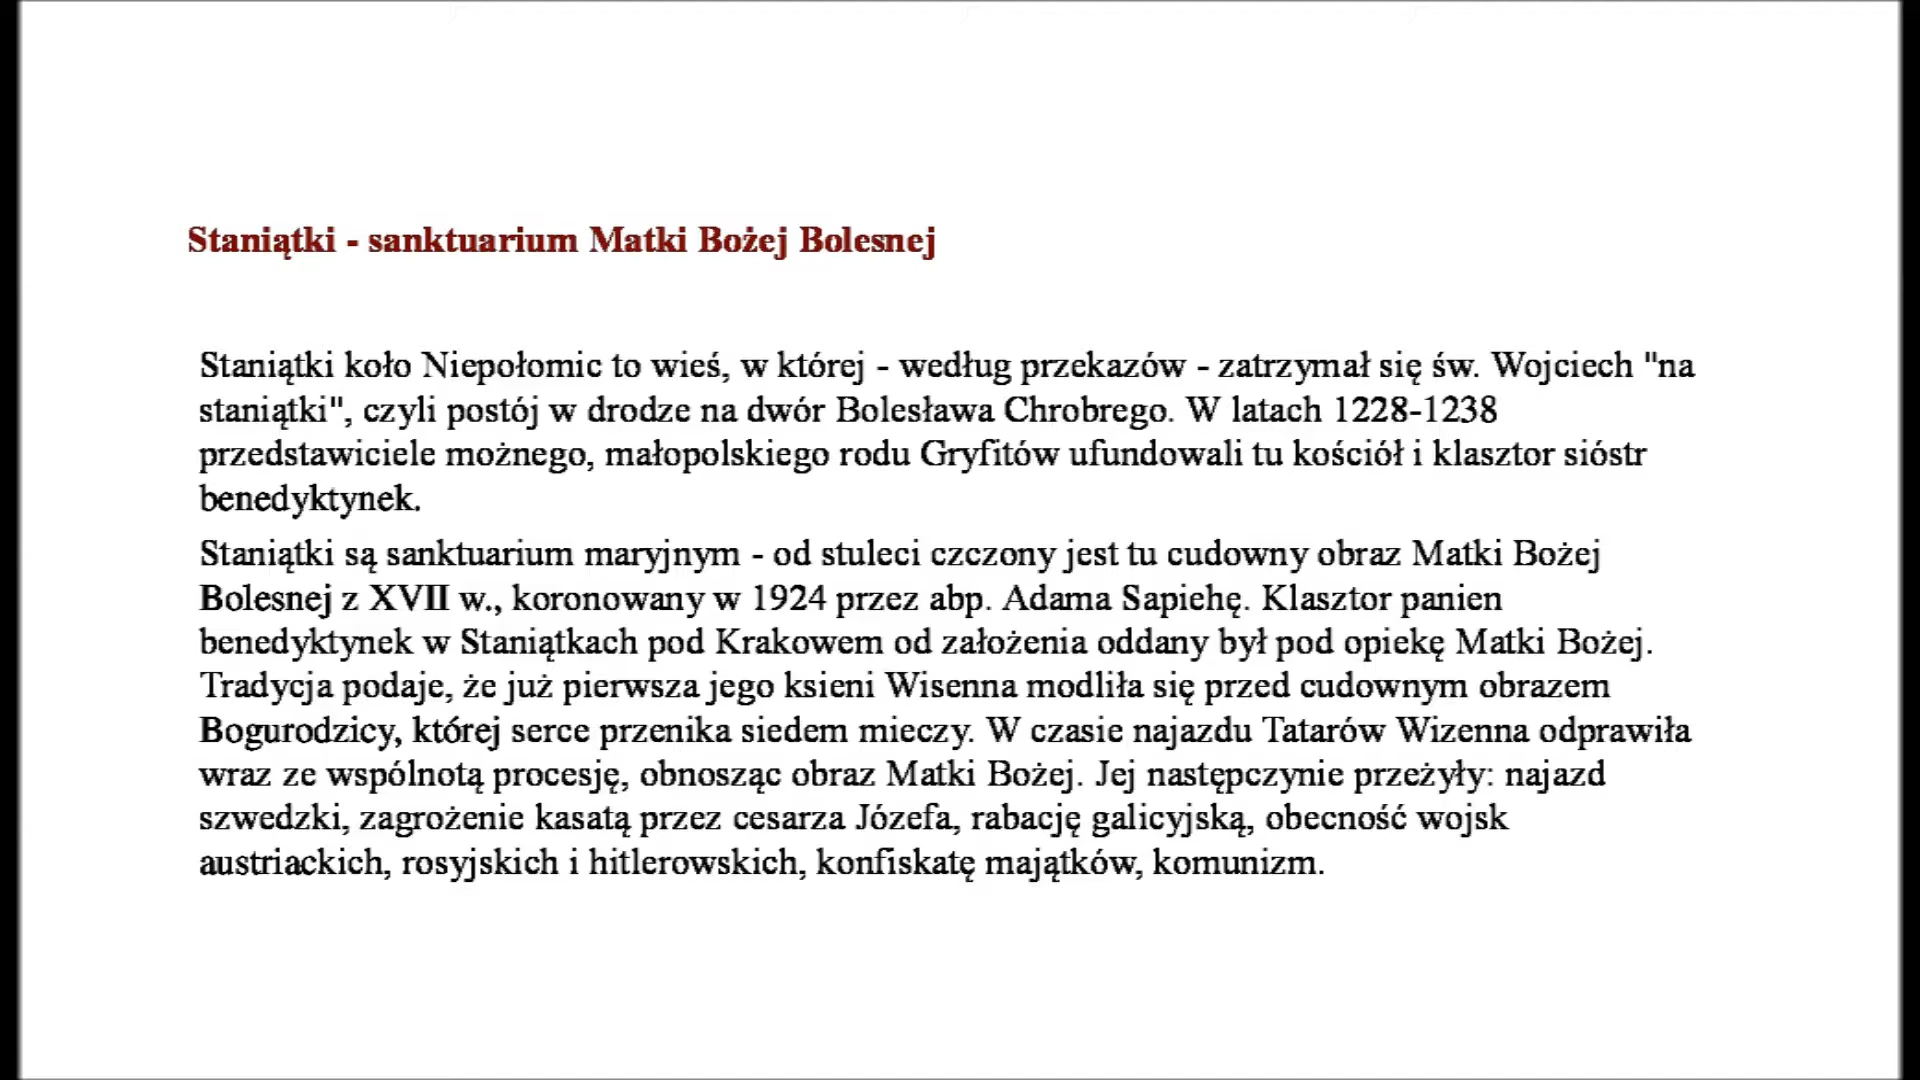 Staniątki - sanktuarium Matki Bożej Bolesnej
Staniątki koło Niepołomic to wieś, w której - według przekazów - zatrzymał się św. Wojciech "na
staniątki", czyli postój w drodze na dwór Bolesława Chrobrego. W latach 1228-1238
przedstawiciele możnego, małopolskiego rodu Gryfitów ufundowali tu kościół i klasztor sióstr
benedyktynek.
Staniątki są sanktuarium maryjnym - od stuleci czczony jest tu cudowny obraz Matki Bożej
Bolesnej z XVII w., koronowany w 1924 przez abp. Adama Sapiehę. Klasztor panien
benedyktynek w Staniątkach pod Krakowem od założenia oddany był pod opiekę Matki Bożej.
Tradycja podaje, że już pierwsza jego ksieni Wisenna modliła się przed cudownym obrazem
Bogurodzicy, której serce przenika siedem mieczy. W czasie najazdu Tatarów Wizenna odprawiła
wraz ze wspólnotą procesję, obnosząc obraz Matki Bożej. Jej następczynie przeżyły: najazd
szwedzki, zagrożenie kasatą przez cesarza Józefa, rabację galicyjską, obecność wojsk
austriackich, rosyjskich i hitlerowskich, konfiskatę majątków, komunizm.